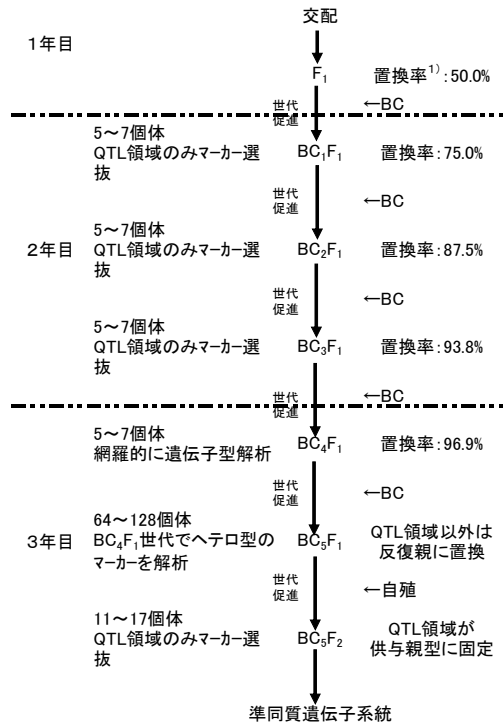 交配
1年目
F₁ 置換率¹⁾:50.0%
世代
促進 ←BC
5~7個体
QTL領域のみマーカー選
抜
BC₁F₁ 置換率:75.0%
世代
促進 ←BC
2年目
5~7個体
QTL領域のみマーカー選
抜
BC₂F₁ 置換率:87.5%
世代
促進 ←BC
5~7個体
QTL領域のみマーカー選
抜
BC₃F₁ 置換率:93.8%
世代
促進 ←BC
5~7個体
網羅的に遺伝子型解析
BC₄F₁ 置換率:96.9%
世代
促進 ←BC
3年目
64~128個体
BC₄F₁世代でヘテロ型の
マーカーを解析
BC₅F₁
QTL領域以外は
反復親に置換
世代
促進 ←自殖
11~17個体
QTL領域のみマーカー選
抜
BC₅F₂
QTL領域が
供与親型に固定
準同質遺伝子系統